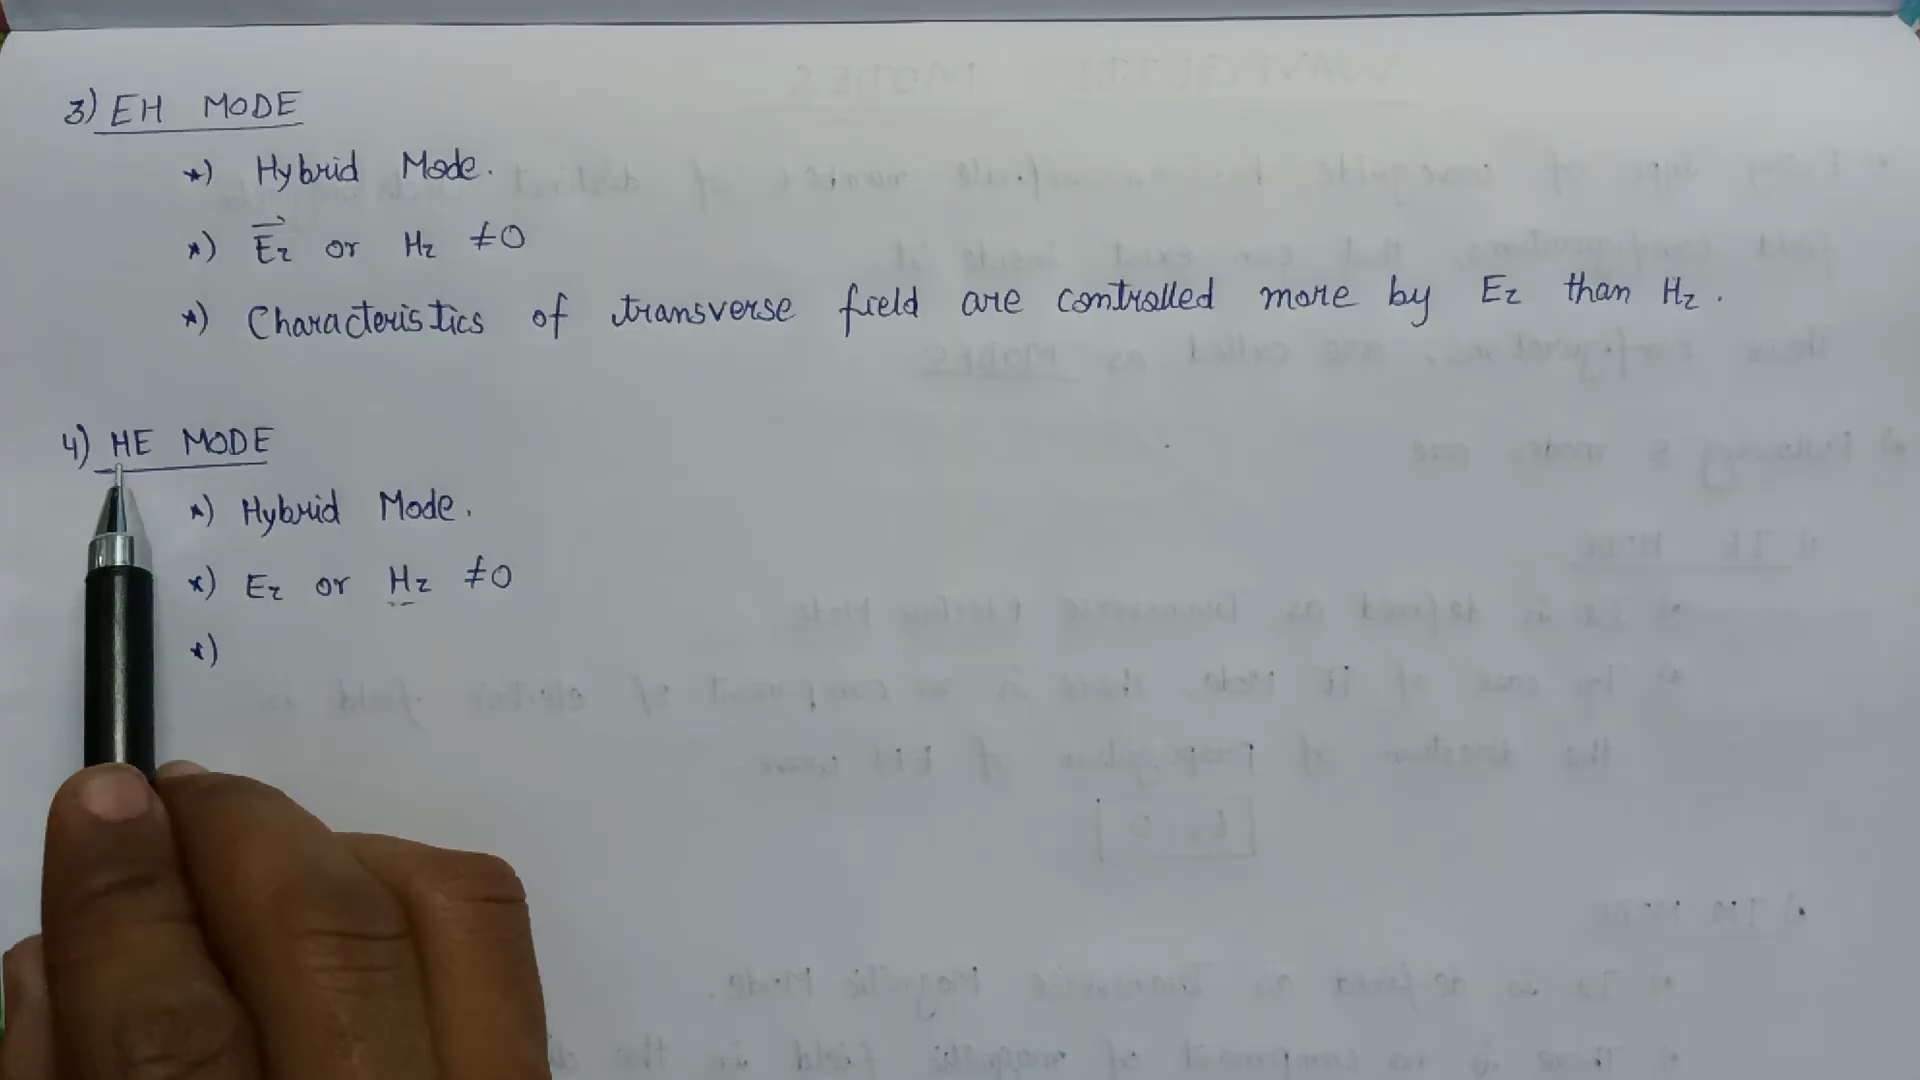 3) EH MODE
*) Hybrid Mode.
*) E⃗z or Hz ≠0
*) Characteristics of transverse field are controlled more by Ez than Hz.
4) HE MODE
*) Hybrid Mode.
*) Ez or Hz ≠0
*)